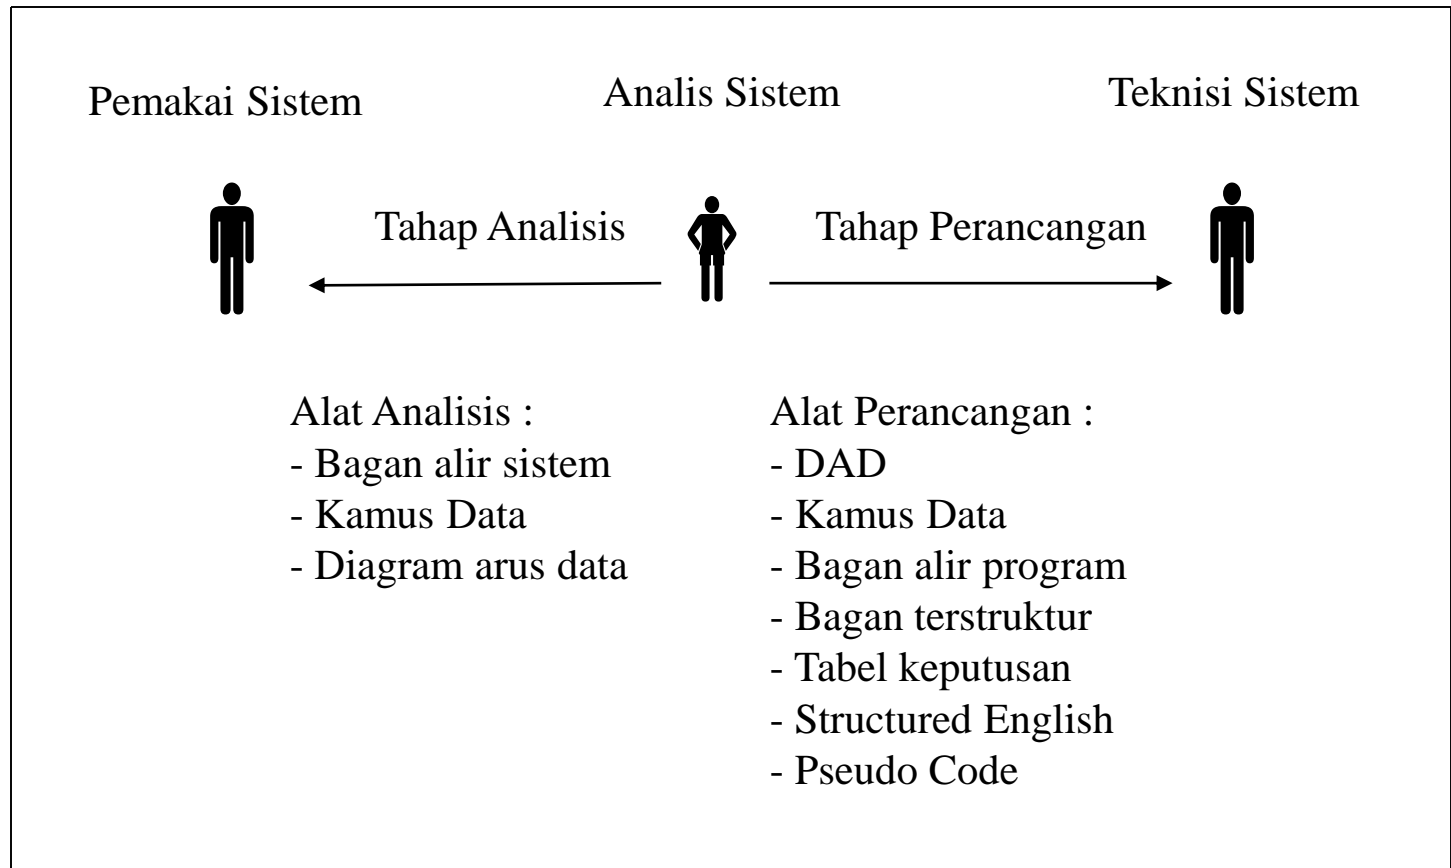 Pemakai Sistem
Analis Sistem
Teknisi Sistem
Tahap Analisis
Tahap Perancangan
Alat Analisis :
- Bagan alir sistem
- Kamus Data
- Diagram arus data
Alat Perancangan :
- DAD
- Kamus Data
- Bagan alir program
- Bagan terstruktur
- Tabel keputusan
- Structured English
- Pseudo Code